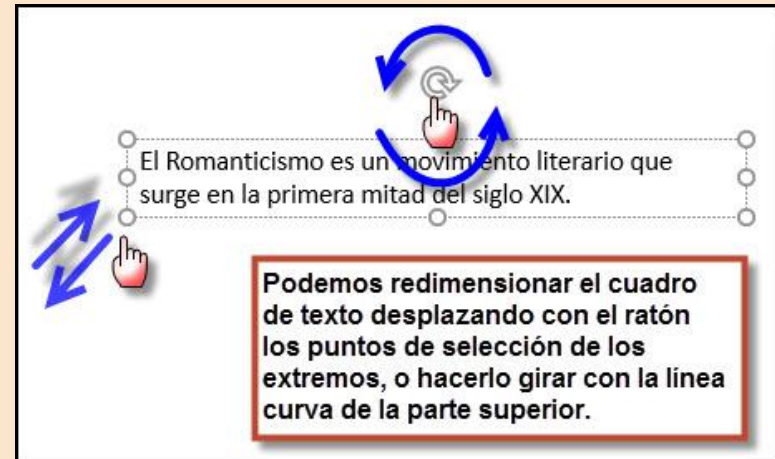 El Romanticismo es un movimiento literario que
surge en la primera mitad del siglo XIX.
Podemos redimensionar el cuadro
de texto desplazando con el ratón
los puntos de selección de los
extremos, o hacerlo girar con la línea
curva de la parte superior.